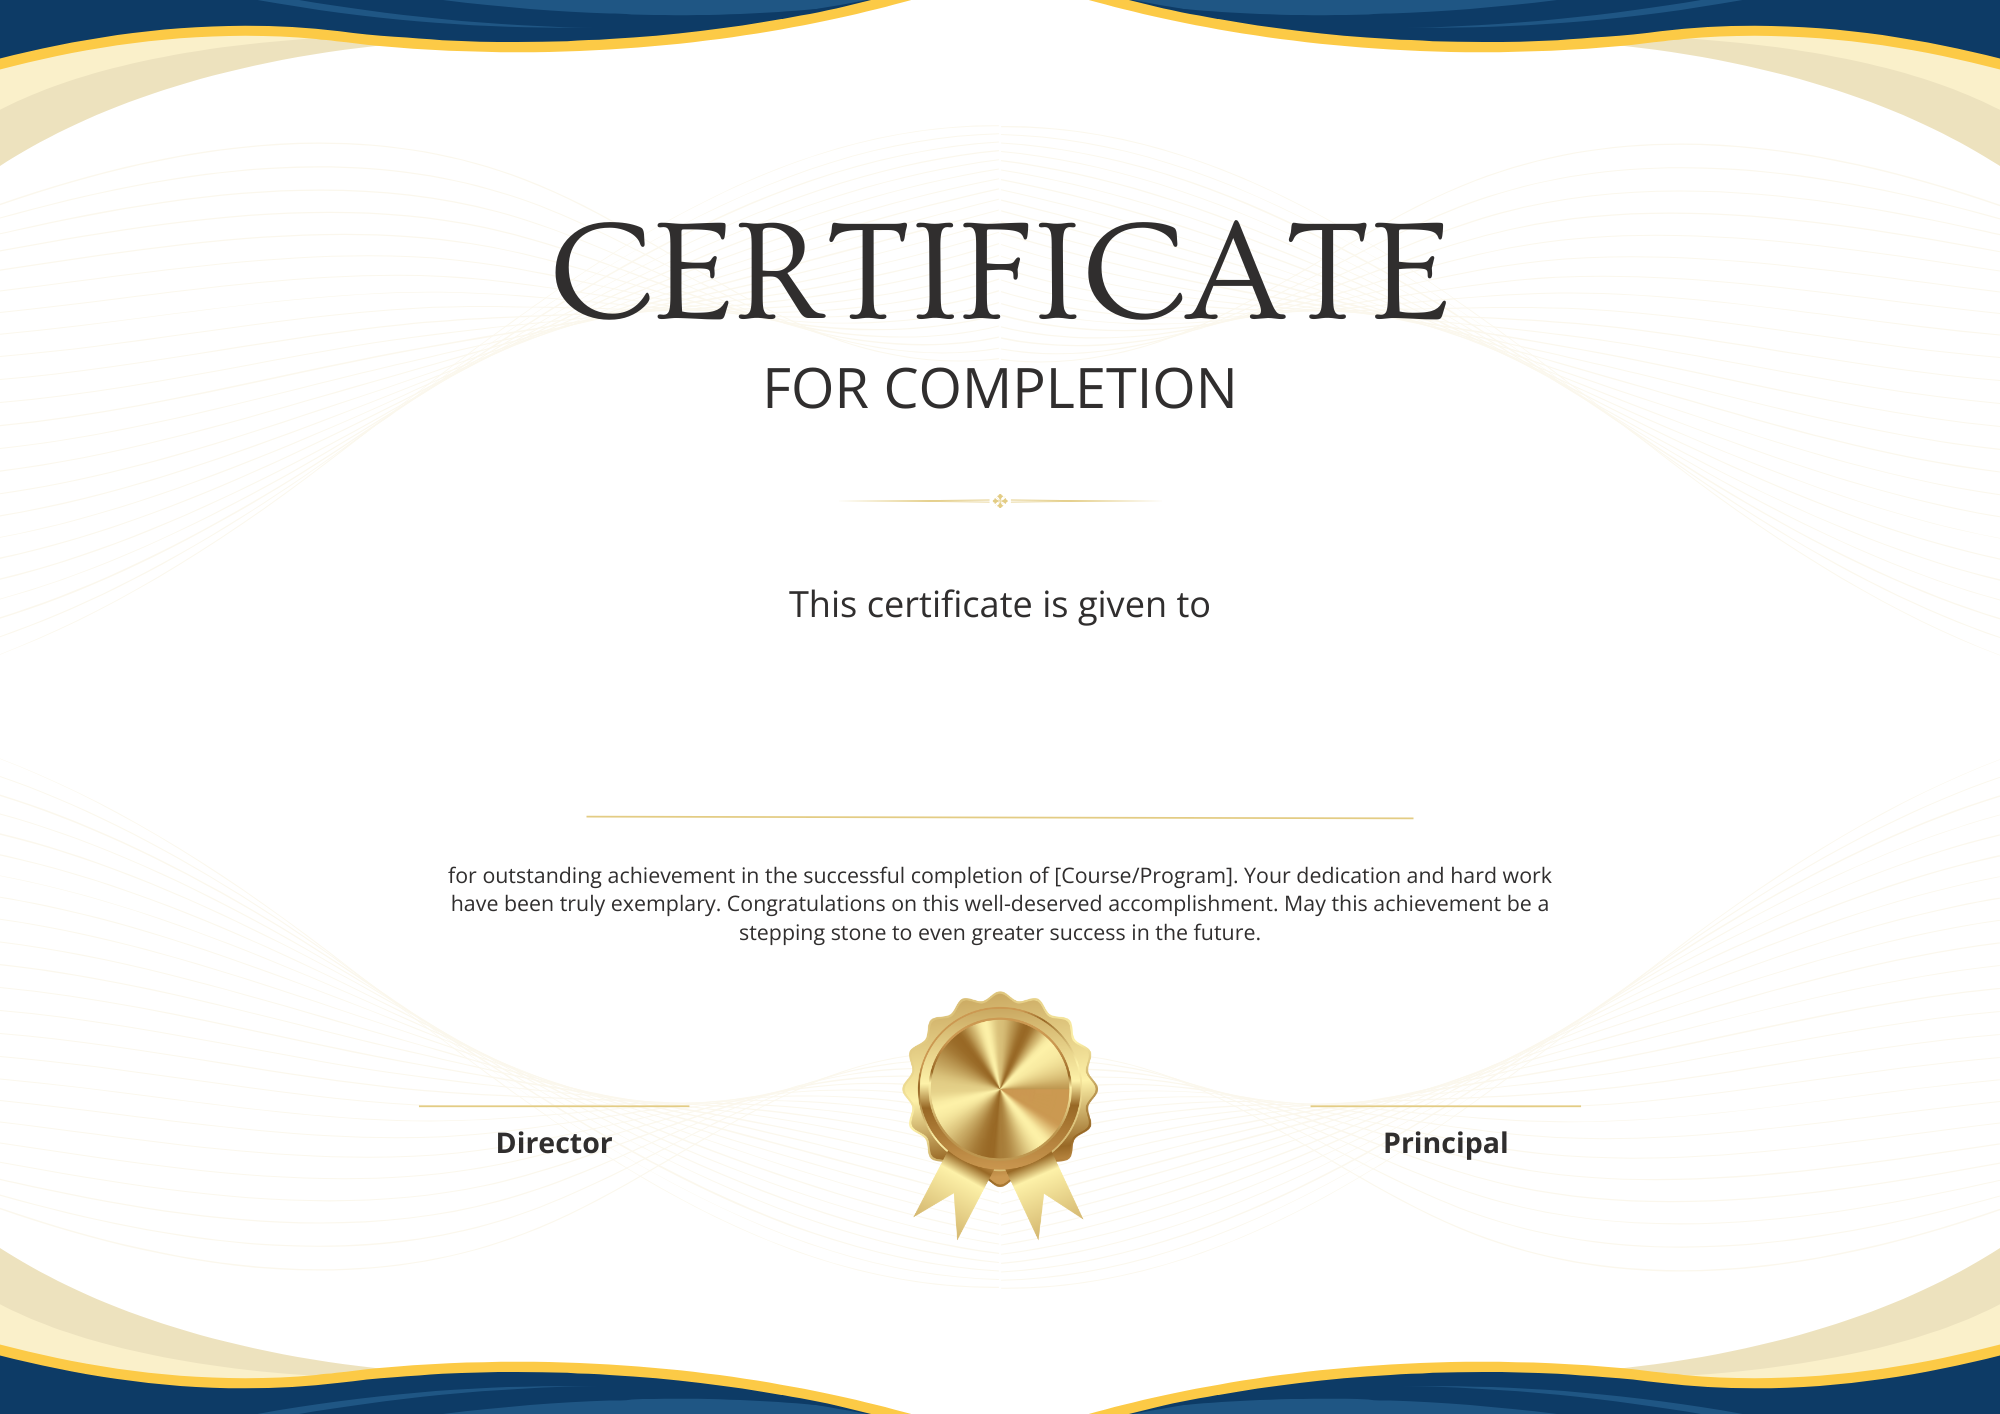 CERTIFICATE
FOR COMPLETION
This certificate is given to
for outstanding achievement in the successful completion of [Course/Program]. Your dedication and hard work
have been truly exemplary. Congratulations on this well-deserved accomplishment. May this achievement be a
stepping stone to even greater success in the future.
Director
Principal